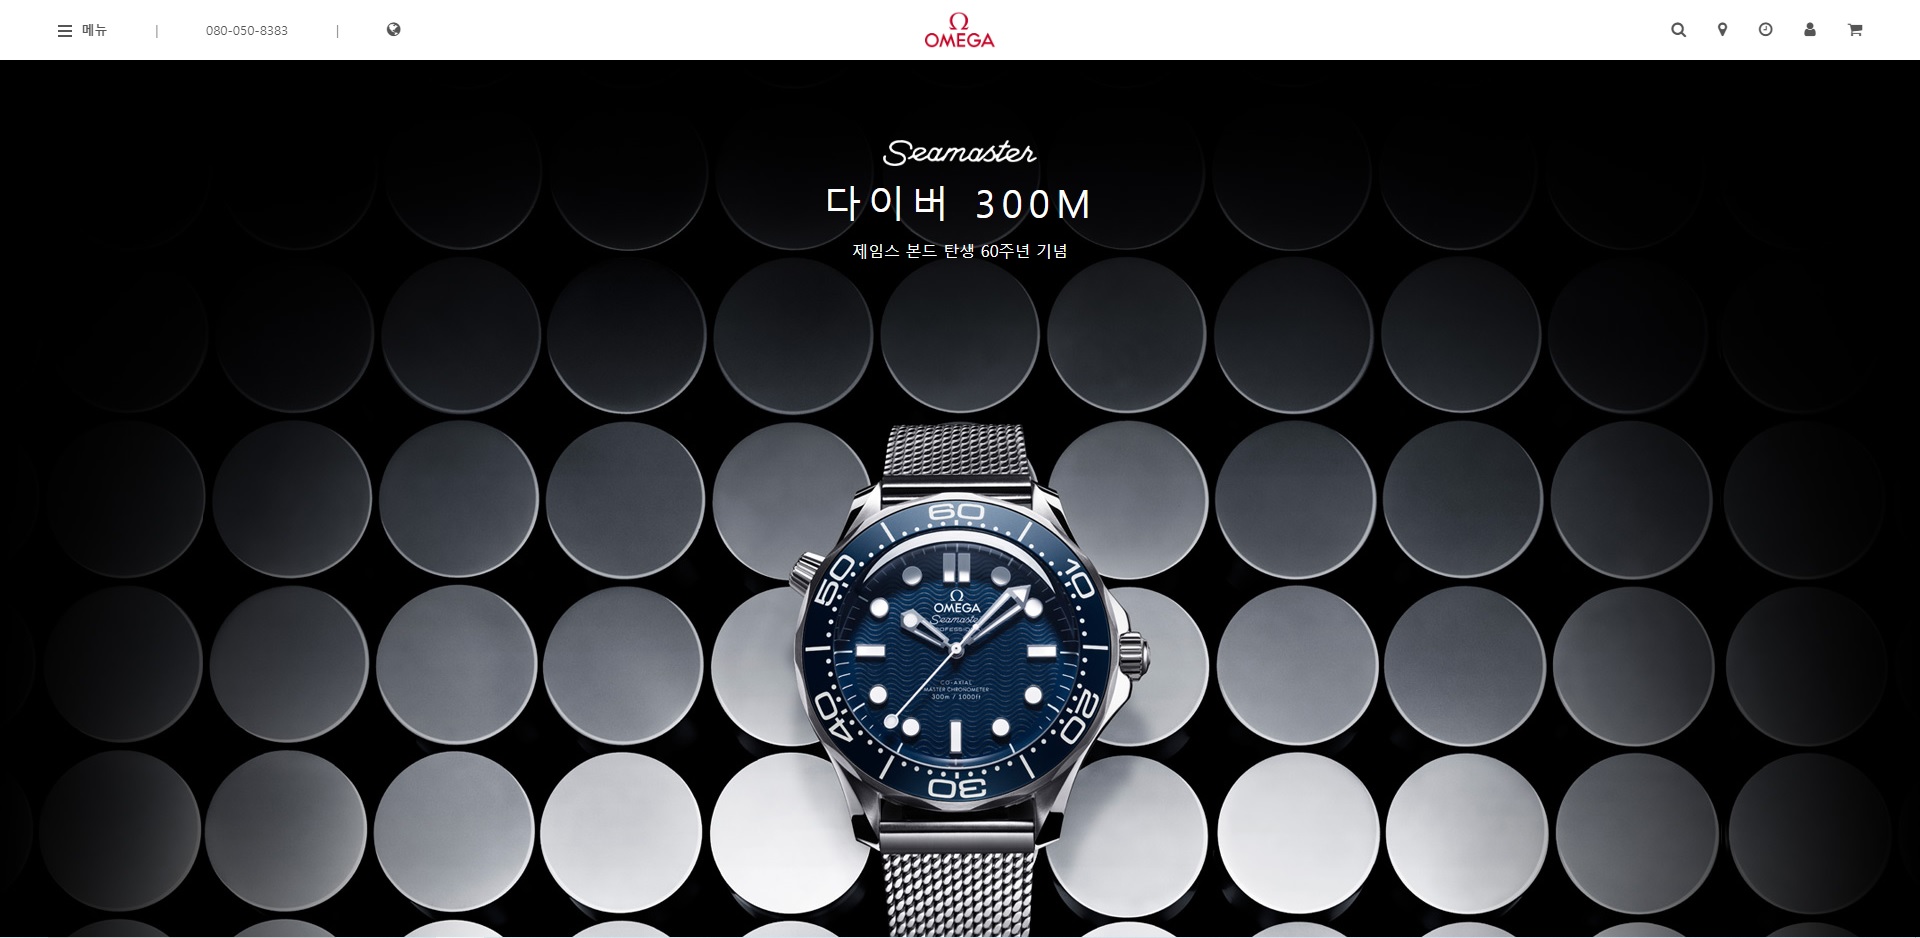 메뉴 | 080-050-8383 |
OMEGA
Seamaster
다이버 300M
제임스 본드 탄생 60주년 기념
60
50
10
OMEGA
Seamaster
CO-AXIAL
MASTER CHRONOMETER
300m / 1000ft
40
20
30